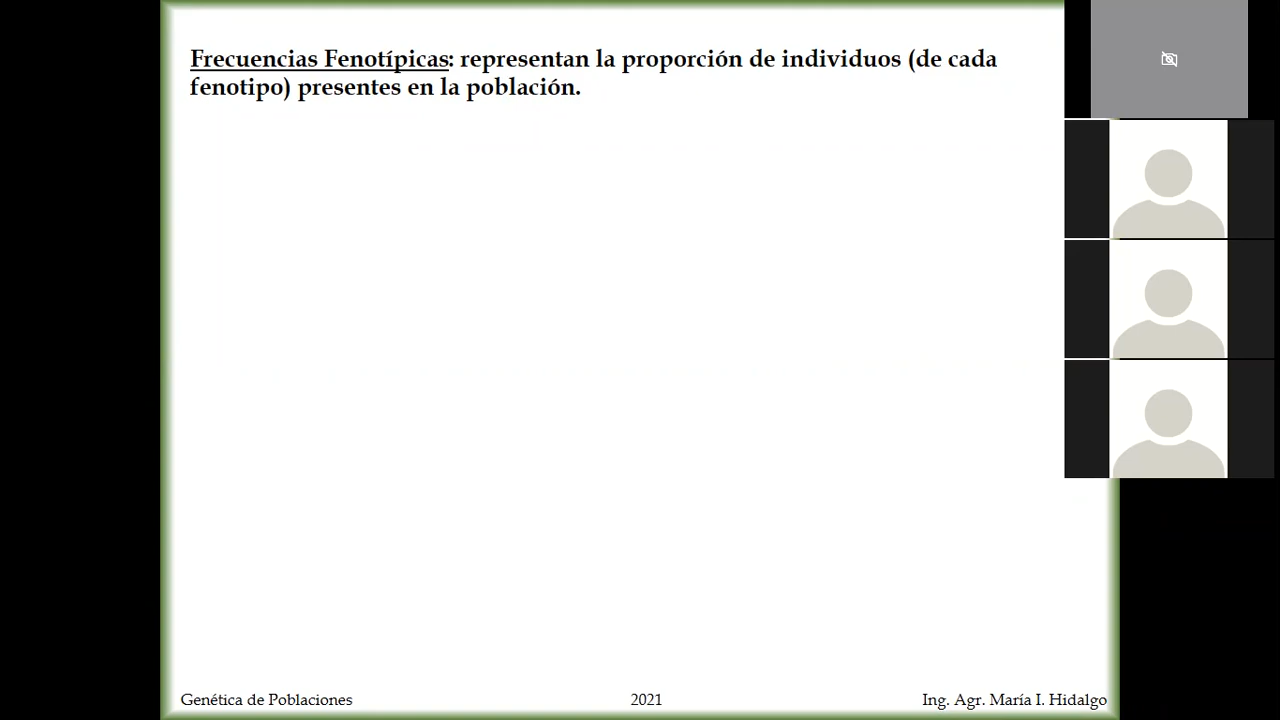 Frecuencias Fenotípicas: representan la proporción de individuos (de cada
fenotipo) presentes en la población.
Genética de Poblaciones
2021
Ing. Agr. María I. Hidalgo